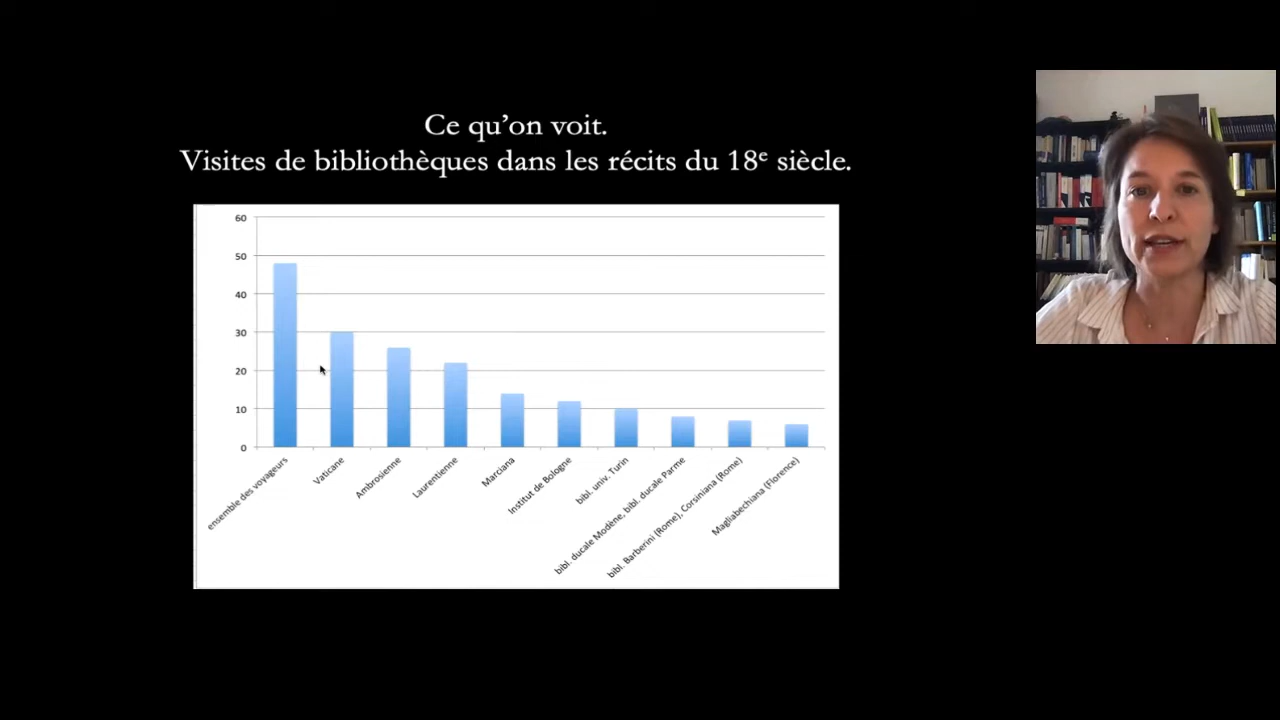 Ce qu'on voit.
Visites de bibliothèques dans les récits du 18e siècle.
60
50
40
30
20
10
0
ensemble des voyageurs
Vaticane
Ambrosienne
Laurentienne
Marciana
Institut de Bologne
bibl. univ. Turin
bibl. ducale Modène, bibl. ducale Parme
bibl. Barberini (Rome), Corsiniana (Rome)
Magliabechiana (Florence)